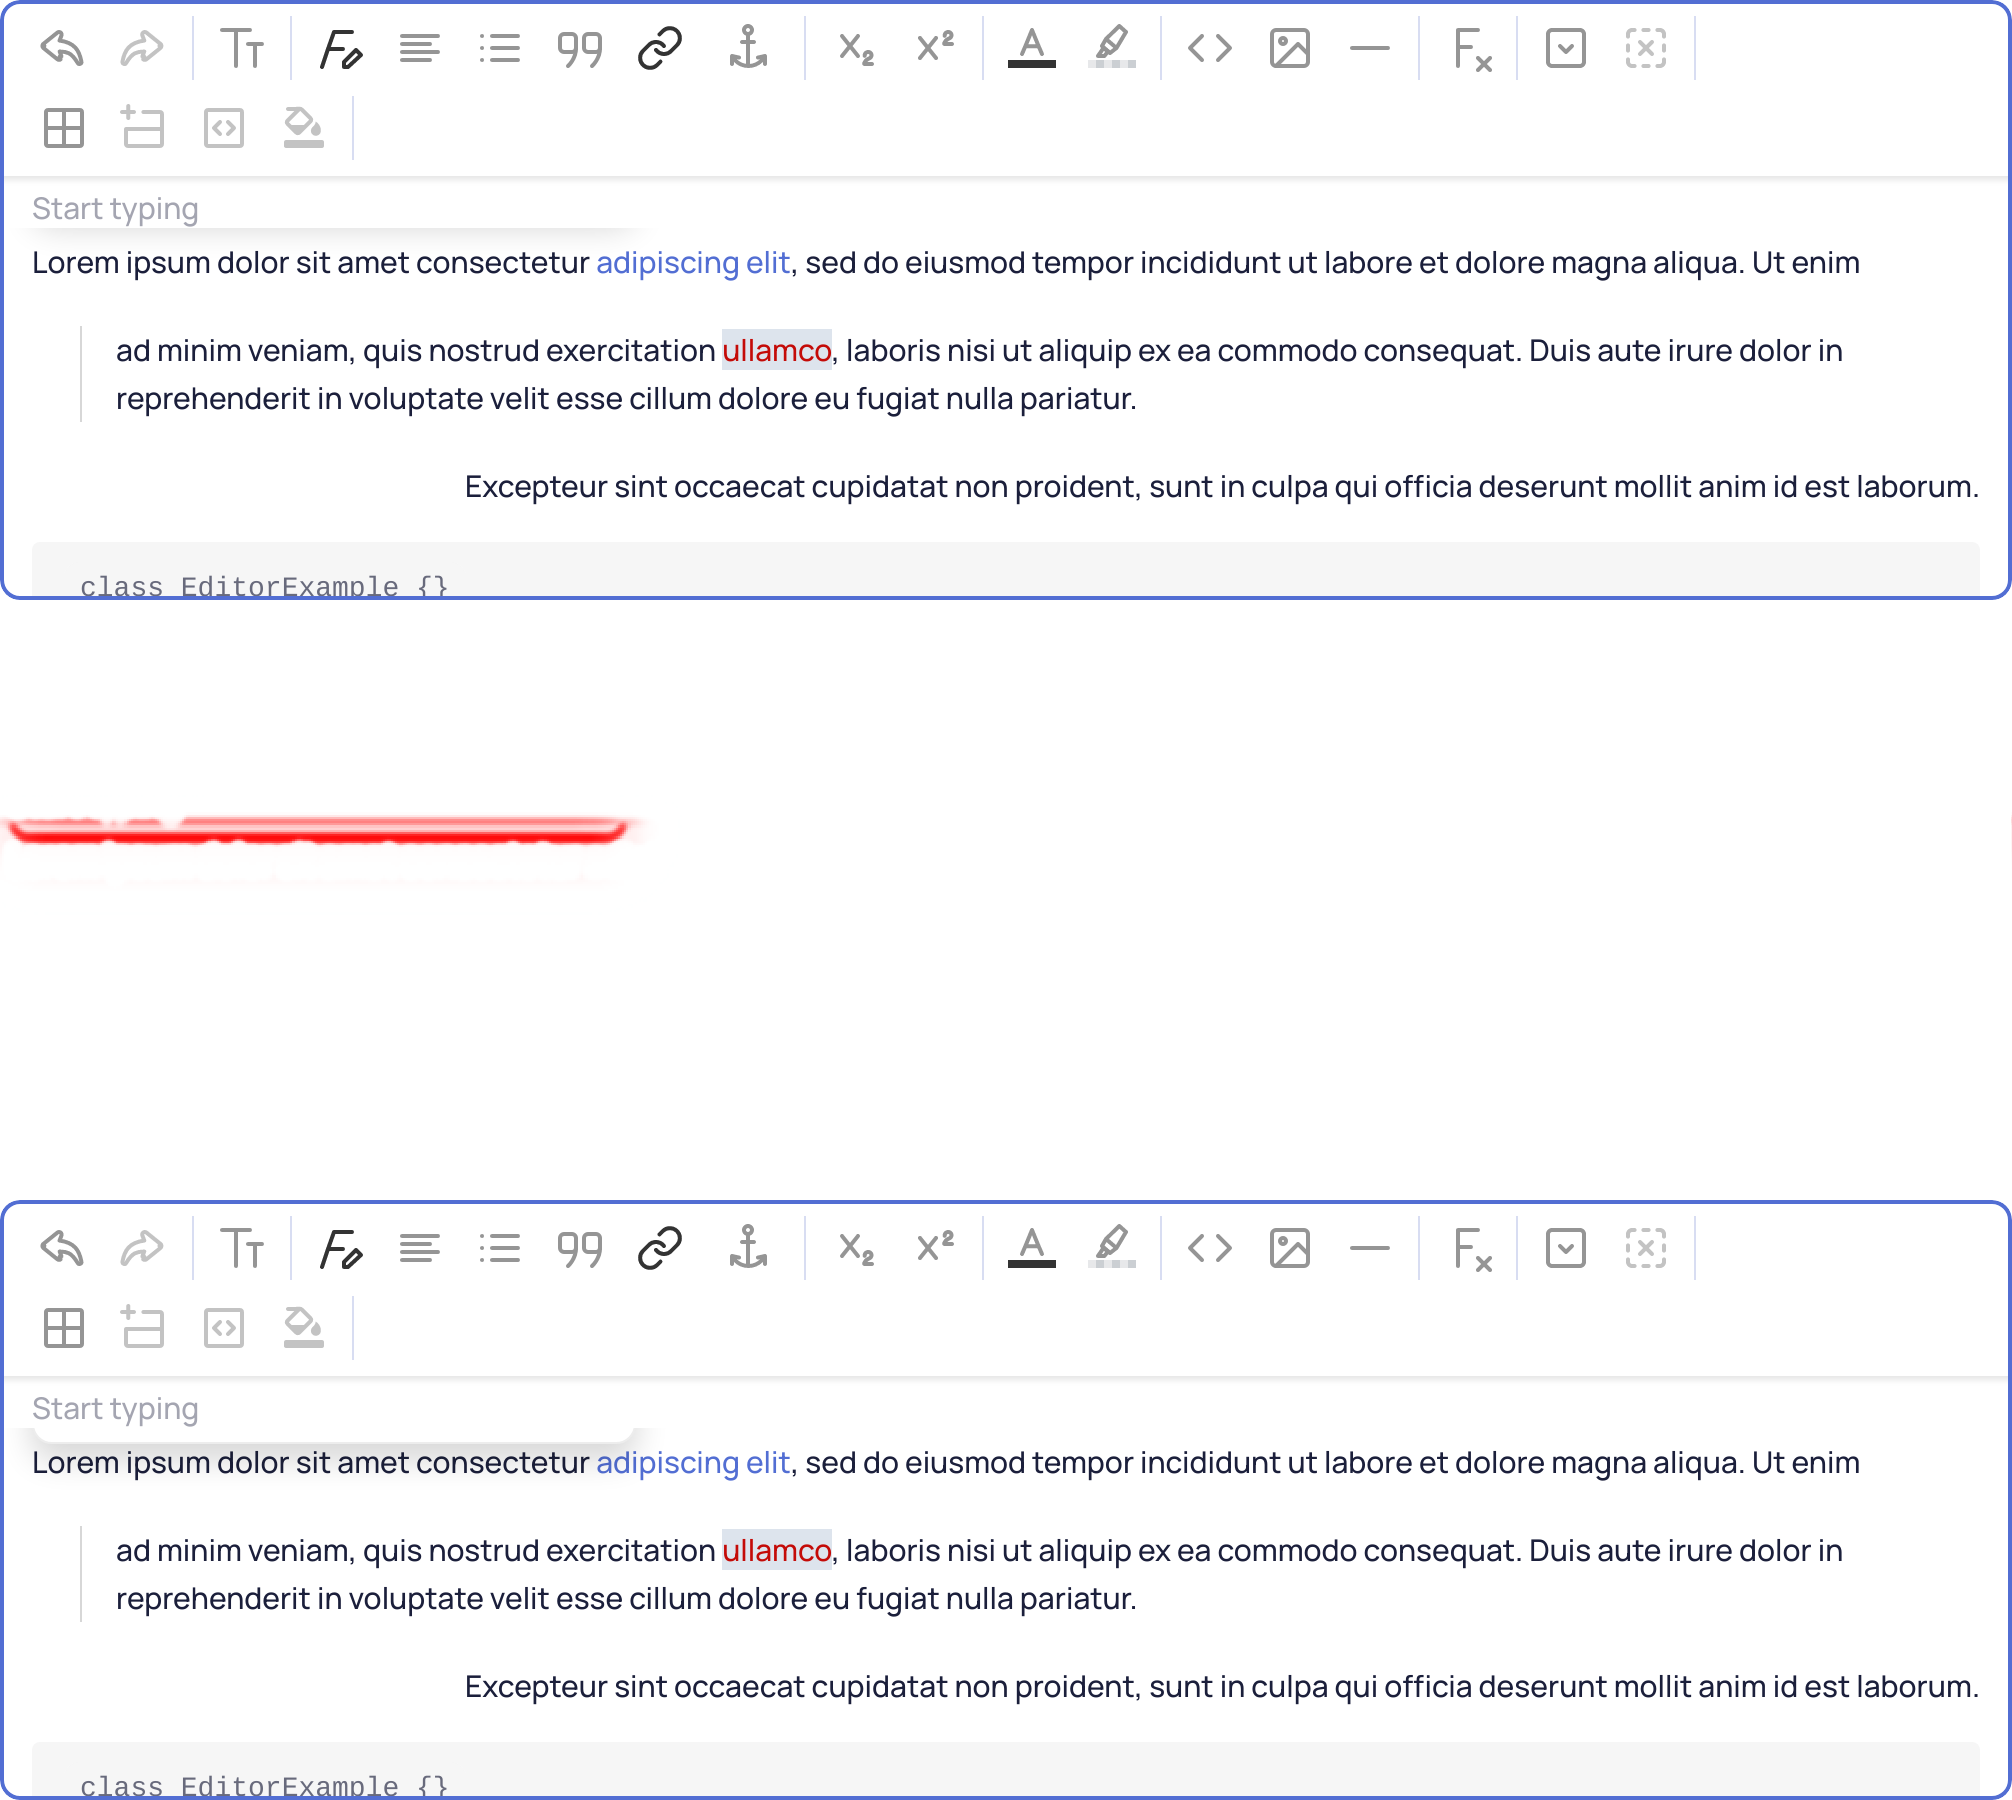 Start typing
Lorem ipsum dolor sit amet consectetur adipiscing elit, sed do eiusmod tempor incididunt ut labore et dolore magna aliqua. Ut enim
ad minim veniam, quis nostrud exercitation ullamco, laboris nisi ut aliquip ex ea commodo consequat. Duis aute irure dolor in
reprehenderit in voluptate velit esse cillum dolore eu fugiat nulla pariatur.
Excepteur sint occaecat cupidatat non proident, sunt in culpa qui officia deserunt mollit anim id est laborum.
class EditorExample {}
Start typing
Lorem ipsum dolor sit amet consectetur adipiscing elit, sed do eiusmod tempor incididunt ut labore et dolore magna aliqua. Ut enim
ad minim veniam, quis nostrud exercitation ullamco, laboris nisi ut aliquip ex ea commodo consequat. Duis aute irure dolor in
reprehenderit in voluptate velit esse cillum dolore eu fugiat nulla pariatur.
Excepteur sint occaecat cupidatat non proident, sunt in culpa qui officia deserunt mollit anim id est laborum.
class EditorExample {}